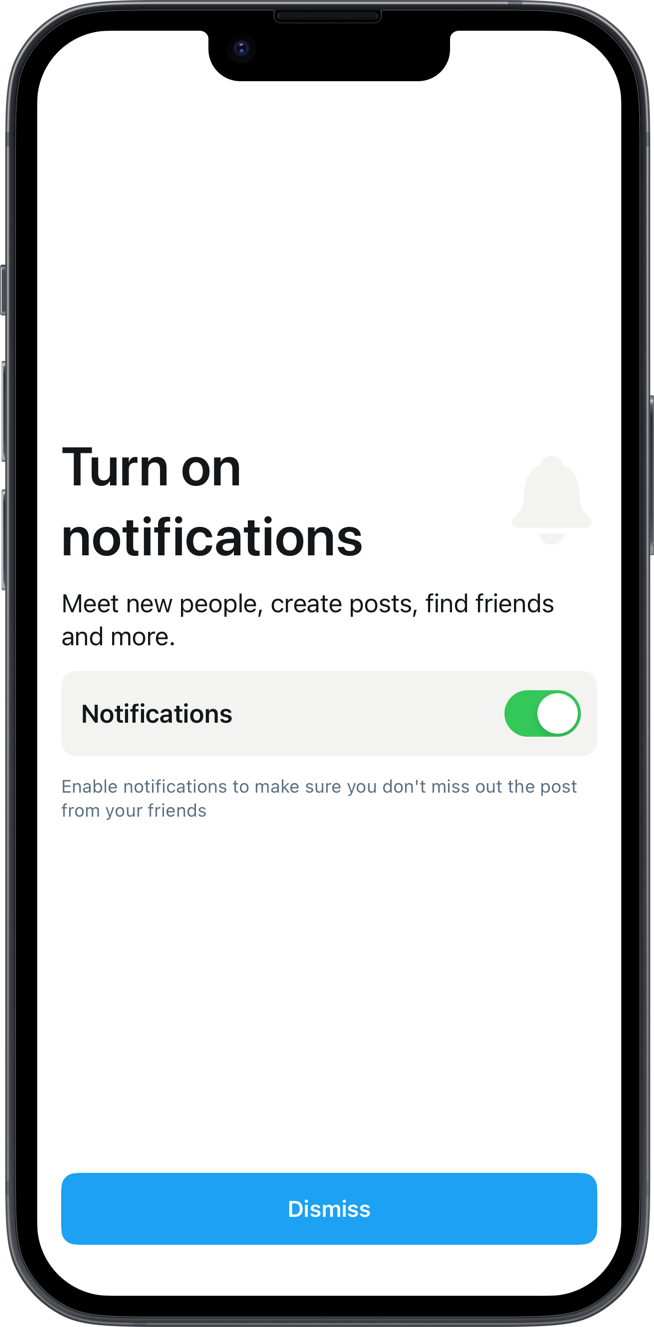 Turn on
notifications
Meet new people, create posts, find friends
and more.
Notifications
Enable notifications to make sure you don't miss out the post
from your friends
Dismiss